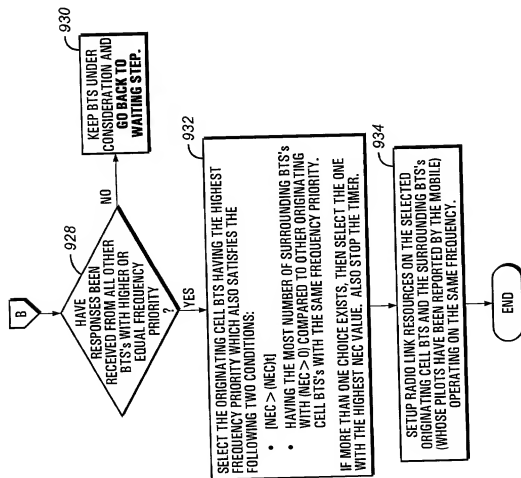 B
928
HAVE
RESPONSES BEEN
RECEIVED FROM ALL OTHER
BTS's WITH HIGHER OR
EQUAL FREQUENCY
PRIORITY
?
NO
930
KEEP BTS UNDER
CONSIDERATION AND
GO BACK TO
WAITING STEP.
YES
932
SELECT THE ORIGINATING CELL BTS HAVING THE HIGHEST
FREQUENCY PRIORITY WHICH ALSO SATISFIES THE
FOLLOWING TWO CONDITIONS:
• [NEC > (NEC)t]
• HAVING THE MOST NUMBER OF SURROUNDING BTS's
WITH (NEC > 0) COMPARED TO OTHER ORIGINATING
CELL BTS's WITH THE SAME FREQUENCY PRIORITY.
IF MORE THAN ONE CHOICE EXISTS, THEN SELECT THE ONE
WITH THE HIGHEST NEC VALUE. ALSO STOP THE TIMER.
934
SETUP RADIO LINK RESOURCES ON THE SELECTED
ORIGINATING CELL BTS AND THE SURROUNDING BTS's
(WHOSE PILOTS HAVE BEEN REPORTED BY THE MOBILE)
OPERATING ON THE SAME FREQUENCY.
END